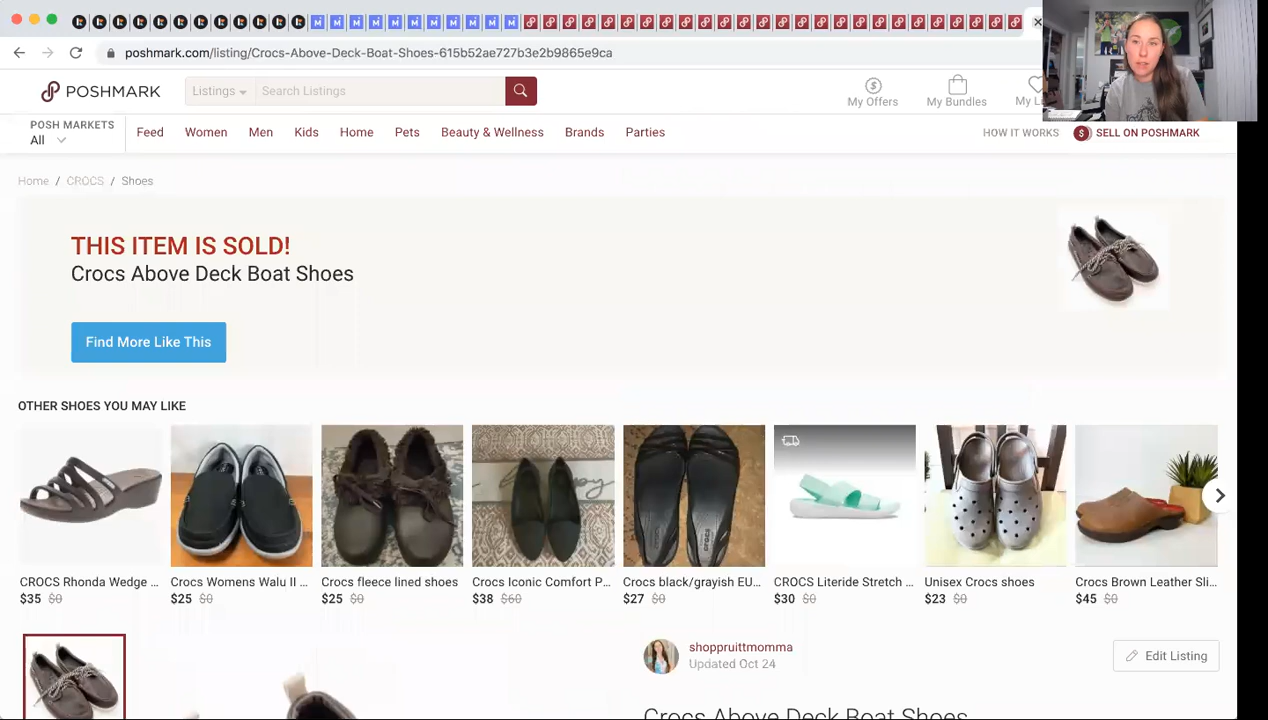 poshmark.com/listing/Crocs-Above-Deck-Boat-Shoes-615b52ae727b3e2b9865e9ca
POSHMARK
Listings Search Listings
My Offers My Bundles
POSH MARKETS
All
Feed Women Men Kids Home Pets Beauty & Wellness Brands Parties
HOW IT WORKS $ SELL ON POSHMARK
Home / CROCS / Shoes
THIS ITEM IS SOLD!
Crocs Above Deck Boat Shoes
Find More Like This
OTHER SHOES YOU MAY LIKE
CROCS Rhonda Wedge ... Crocs Womens Walu II ... Crocs fleece lined shoes Crocs Iconic Comfort P... Crocs black/grayish EU... CROCS Literide Stretch ... Unisex Crocs shoes Crocs Brown Leather Sli...
$35 $0 $25 $0 $25 $0 $38 $60 $27 $0 $30 $0 $23 $0 $45 $0
shoppruittmomma
Updated Oct 24
Edit Listing
Crocs Above Deck Boat Shoes